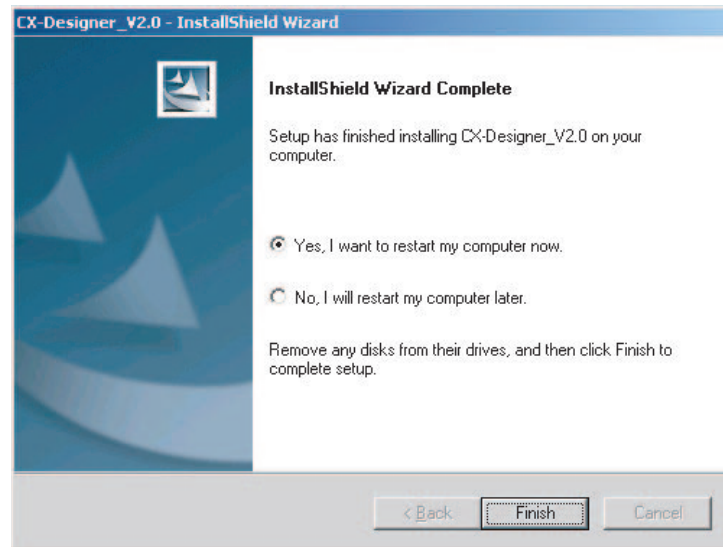 CX-Designer_V2.0 - InstallShield Wizard
InstallShield Wizard Complete
Setup has finished installing CX-Designer_V2.0 on your
computer.
Yes, I want to restart my computer now.
No, I will restart my computer later.
Remove any disks from their drives, and then click Finish to
complete setup.
< Back Finish Cancel